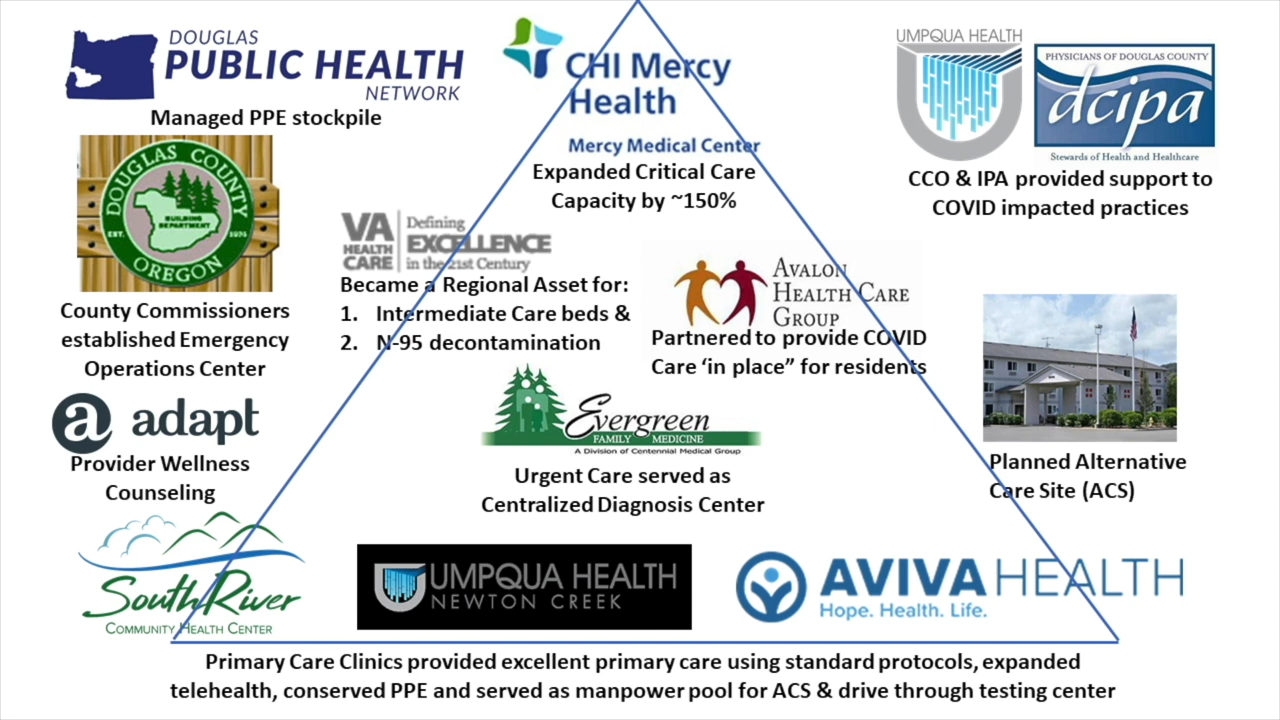 DOUGLAS
PUBLIC HEALTH
NETWORK
Managed PPE stockpile
CHI Mercy
Health
Mercy Medical Center
Expanded Critical Care
Capacity by ~150%
UMPQUA HEALTH
PHYSICIANS OF DOUGLAS COUNTY
dcipa
Stewards of Health and Healthcare
CCO & IPA provided support to
COVID impacted practices
DOUGLAS COUNTY
BUILDING
DEPARTMENT
EST.
OREGON
County Commissioners
established Emergency
Operations Center
VA
HEALTH
CARE
Defining
EXCELLENCE
in the 21st Century
Became a Regional Asset for:
1. Intermediate Care beds &
2. N-95 decontamination
AVALON
HEALTH CARE
GROUP
Partnered to provide COVID
Care ‘in place” for residents
a adapt
Provider Wellness
Counseling
Evergreen
FAMILY MEDICINE
A Division of Centennial Medical Group
Urgent Care served as
Centralized Diagnosis Center
Planned Alternative
Care Site (ACS)
South River
COMMUNITY HEALTH CENTER
UMPQUA HEALTH
NEWTON CREEK
AVIVA HEALTH
Hope. Health. Life.
Primary Care Clinics provided excellent primary care using standard protocols, expanded
telehealth, conserved PPE and served as manpower pool for ACS & drive through testing center